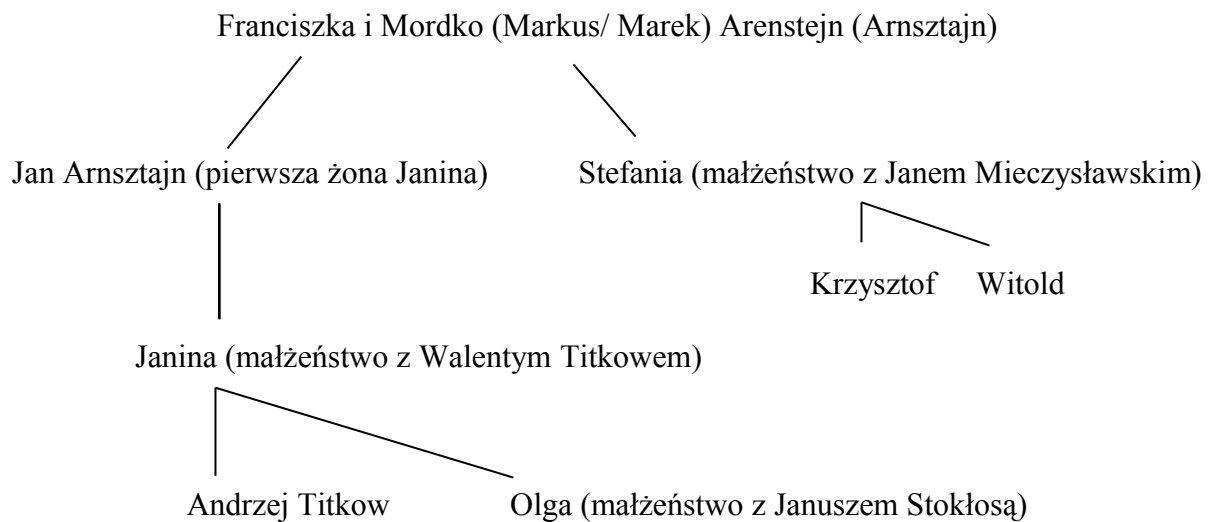 Franciszka i Mordko (Markus/ Marek) Arenstejn (Arnsztajn)
Jan Arnsztajn (pierwsza żona Janina)
Stefania (małżeństwo z Janem Mieczysławskim)
Krzysztof
Witold
Janina (małżeństwo z Walentym Titkowem)
Andrzej Titkow
Olga (małżeństwo z Januszem Stokłosą)